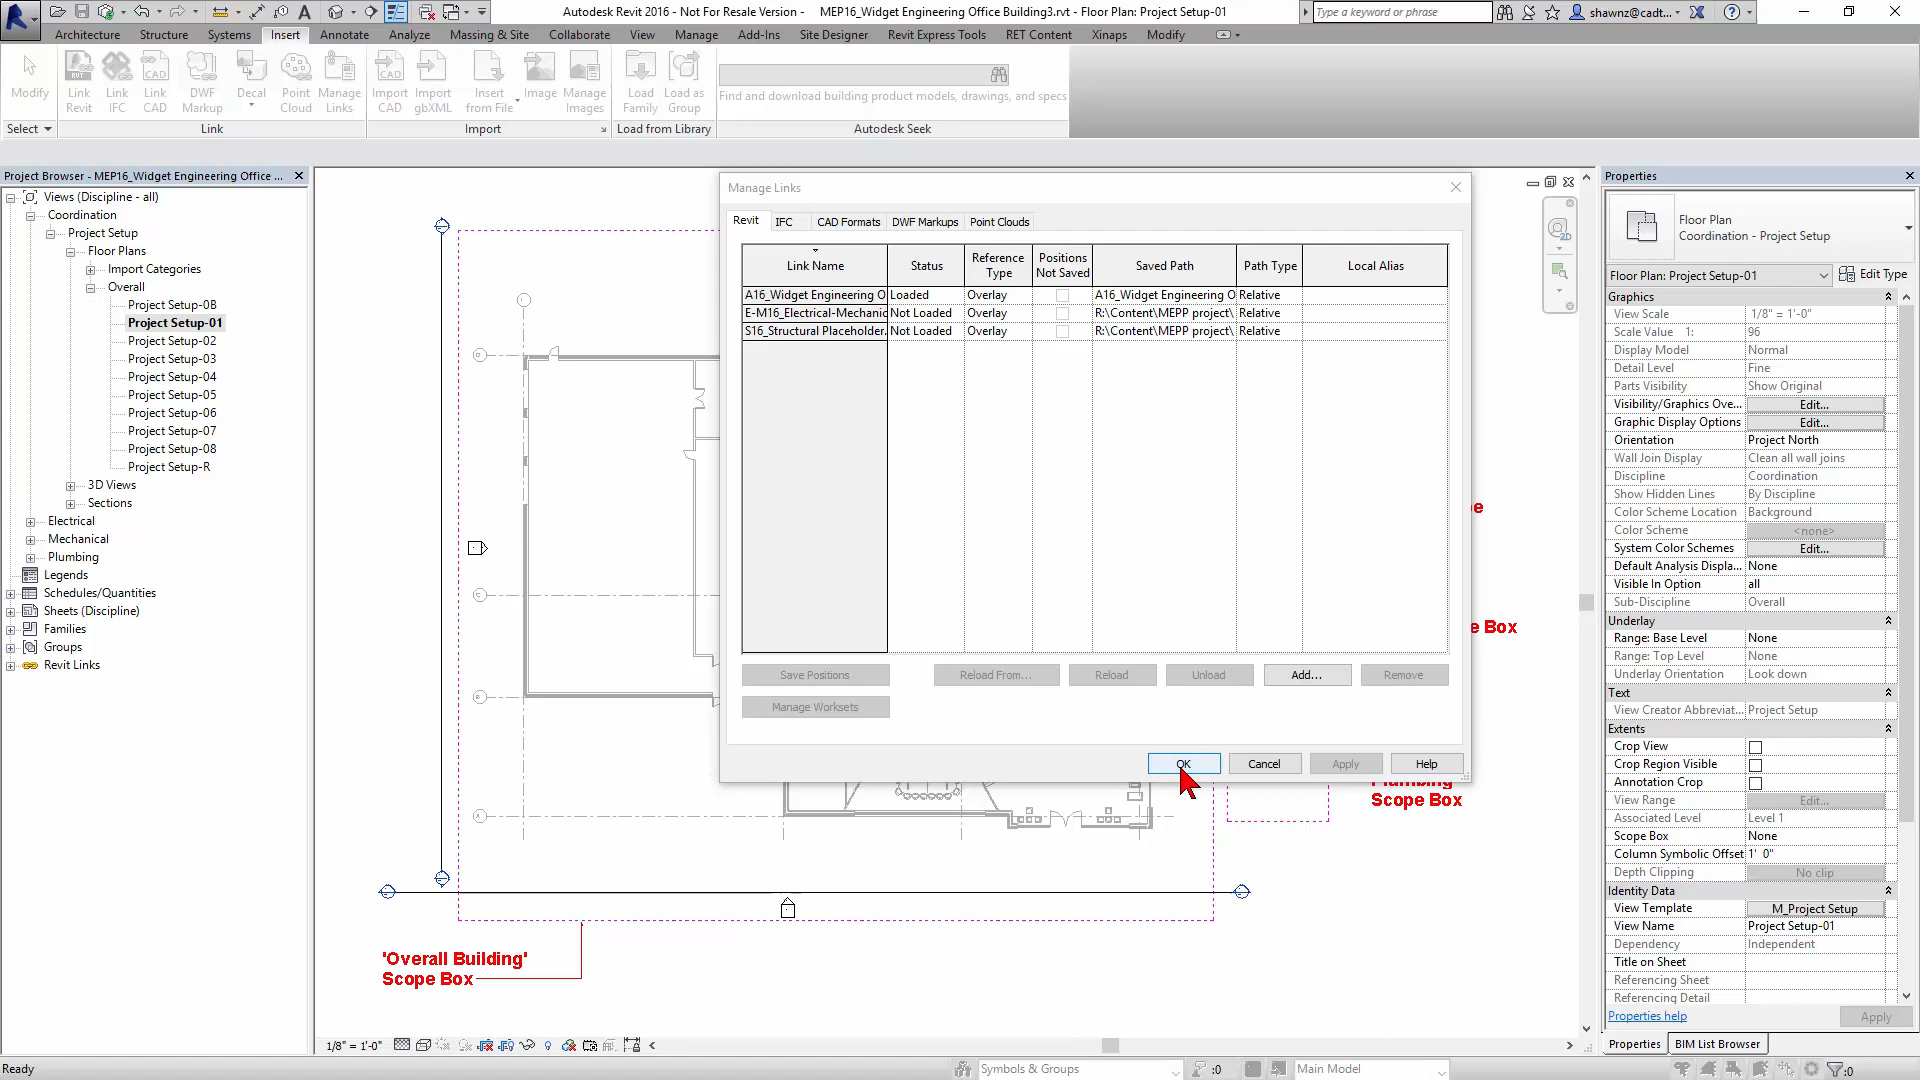 Autodesk Revit 2016 - Not For Resale Version - MEP16_Widget Engineering Office Building3.rvt - Floor Plan: Project Setup-01
Type a keyword or phrase
shawnz@cadt...
Architecture Structure Systems Insert Annotate Analyze Massing & Site Collaborate View Manage Add-Ins Site Designer Revit Express Tools RET Content Xinaps Modify
Modify
Link Revit
Link IFC
Link CAD
DWF Markup
Decal
Point Cloud
Manage Links
Import CAD
Import gbXML
Insert from File
Image
Manage Images
Load Family
Load as Group
Find and download building product models, drawings, and specs
Select
Link
Import
Load from Library
Autodesk Seek
Project Browser - MEP16_Widget Engineering Office ...
Views (Discipline - all)
Coordination
Project Setup
Floor Plans
Import Categories
Overall
Project Setup-0B
Project Setup-01
Project Setup-02
Project Setup-03
Project Setup-04
Project Setup-05
Project Setup-06
Project Setup-07
Project Setup-08
Project Setup-R
3D Views
Sections
Electrical
Mechanical
Plumbing
Legends
Schedules/Quantities
Sheets (Discipline)
Families
Groups
Revit Links
Manage Links
Revit IFC CAD Formats DWF Markups Point Clouds
Link Name Status Reference Type Positions Not Saved Saved Path Path Type Local Alias
A16_Widget Engineering O Loaded Overlay A16_Widget Engineering O Relative
E-M16_Electrical-Mechanic Not Loaded Overlay R:\Content\MEPP project\ Relative
S16_Structural Placeholder. Not Loaded Overlay R:\Content\MEPP project\ Relative
Save Positions Reload From... Reload Unload Add... Remove
Manage Worksets
OK Cancel Apply Help
e Box
Plumbing
Scope Box
'Overall Building'
Scope Box
2D
Properties
Floor Plan
Coordination - Project Setup
Floor Plan: Project Setup-01 Edit Type
Graphics
View Scale 1/8" = 1'-0"
Scale Value 1: 96
Display Model Normal
Detail Level Fine
Parts Visibility Show Original
Visibility/Graphics Ove... Edit...
Graphic Display Options Edit...
Orientation Project North
Wall Join Display Clean all wall joins
Discipline Coordination
Show Hidden Lines By Discipline
Color Scheme Location Background
Color Scheme <none>
System Color Schemes Edit...
Default Analysis Displa... None
Visible In Option all
Sub-Discipline Overall
Underlay
Range: Base Level None
Range: Top Level None
Underlay Orientation Look down
Text
View Creator Abbreviat... Project Setup
Extents
Crop View
Crop Region Visible
Annotation Crop
View Range Edit...
Associated Level Level 1
Scope Box None
Column Symbolic Offset 1' 0"
Depth Clipping No clip
Identity Data
View Template M_Project Setup
View Name Project Setup-01
Dependency Independent
Title on Sheet
Referencing Sheet
Referencing Detail
Properties help Apply
Properties BIM List Browser
1/8" = 1'-0"
Ready
Symbols & Groups :0 Main Model :0